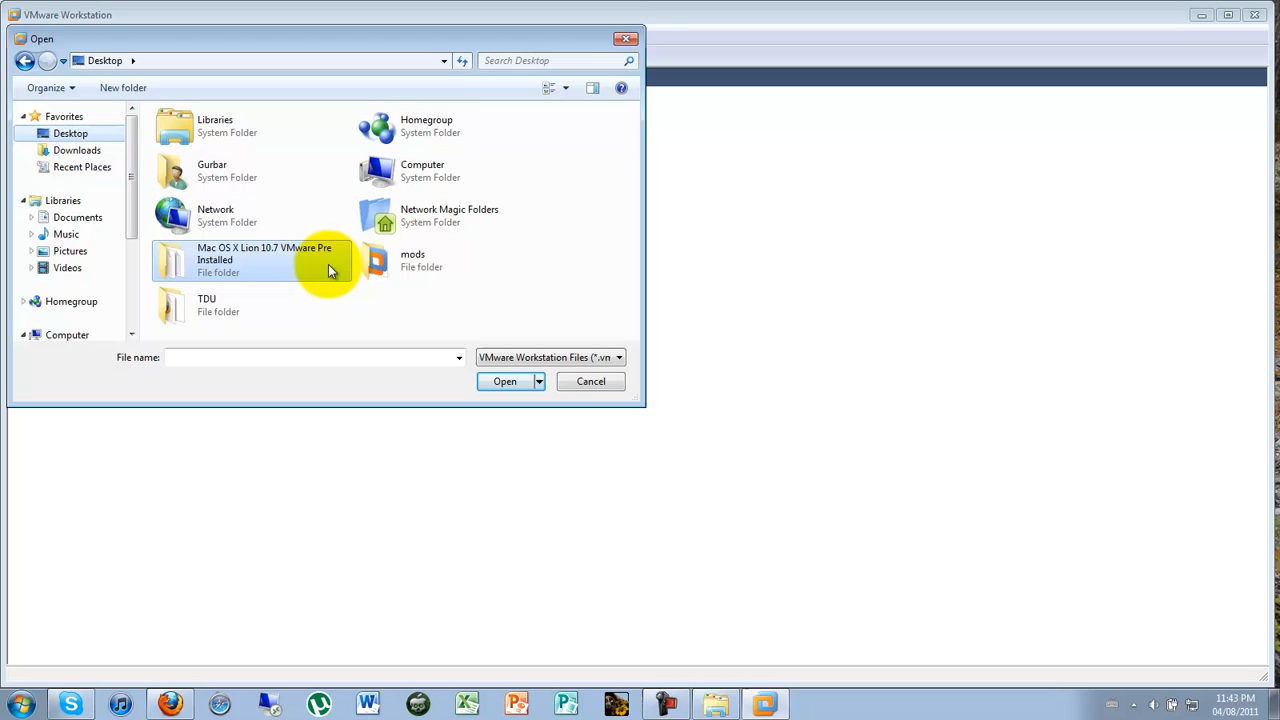 VMware Workstation
Open
Desktop
Search Desktop
Organize
New folder
Favorites
Desktop
Downloads
Recent Places
Libraries
Documents
Music
Pictures
Videos
Homegroup
Computer
Libraries
System Folder
Homegroup
System Folder
Gurbar
System Folder
Computer
System Folder
Network
System Folder
Network Magic Folders
System Folder
Mac OS X Lion 10.7 VMware Pre
Installed
File folder
mods
File folder
TDU
File folder
File name:
VMware Workstation Files (*.vn
Open
Cancel
11:43 PM
04/08/2011